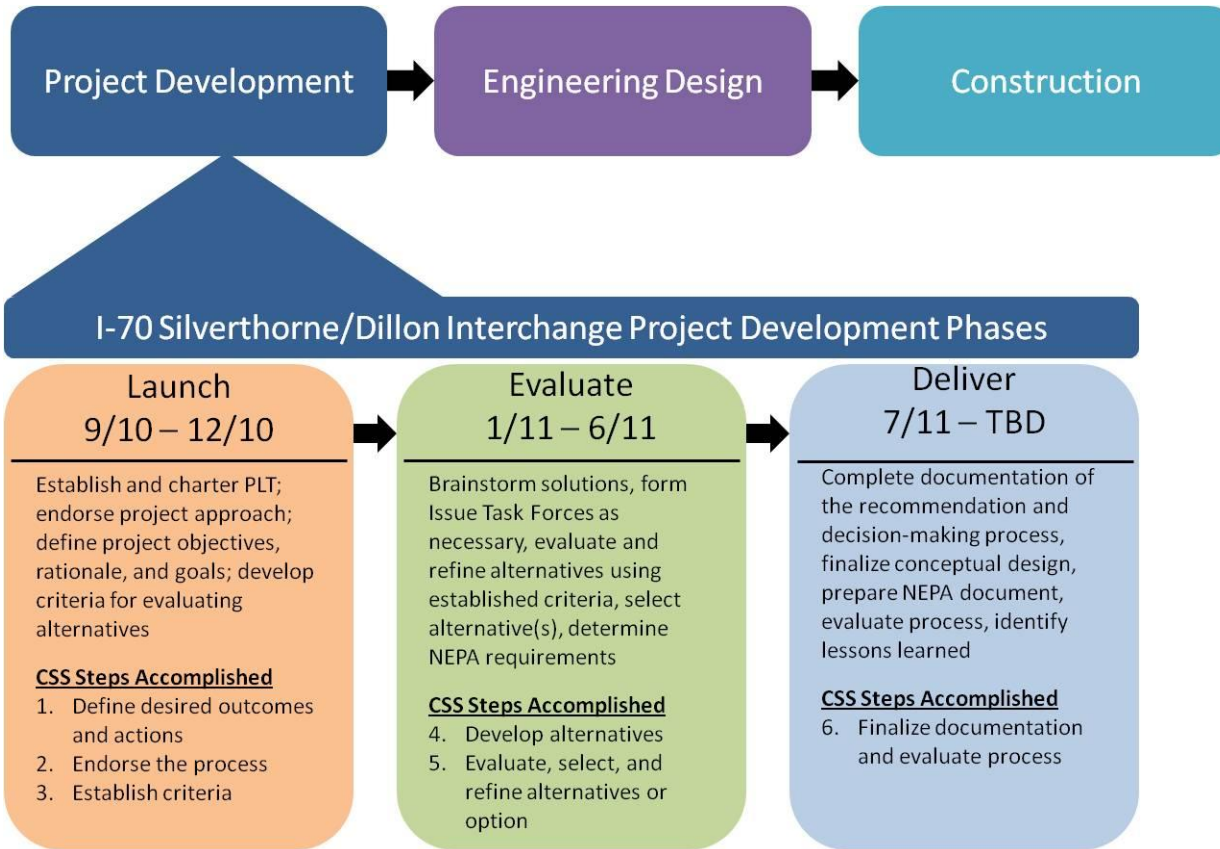 Project Development
Engineering Design
Construction
I-70 Silverthorne/Dillon Interchange Project Development Phases
Launch
9/10 – 12/10
Establish and charter PLT;
endorse project approach;
define project objectives,
rationale, and goals; develop
criteria for evaluating
alternatives
CSS Steps Accomplished
1. Define desired outcomes
and actions
2. Endorse the process
3. Establish criteria
Evaluate
1/11 – 6/11
Brainstorm solutions, form
Issue Task Forces as
necessary, evaluate and
refine alternatives using
established criteria, select
alternative(s), determine
NEPA requirements
CSS Steps Accomplished
4. Develop alternatives
5. Evaluate, select, and
refine alternatives or
option
Deliver
7/11 – TBD
Complete documentation of
the recommendation and
decision-making process,
finalize conceptual design,
prepare NEPA document,
evaluate process, identify
lessons learned
CSS Steps Accomplished
6. Finalize documentation
and evaluate process